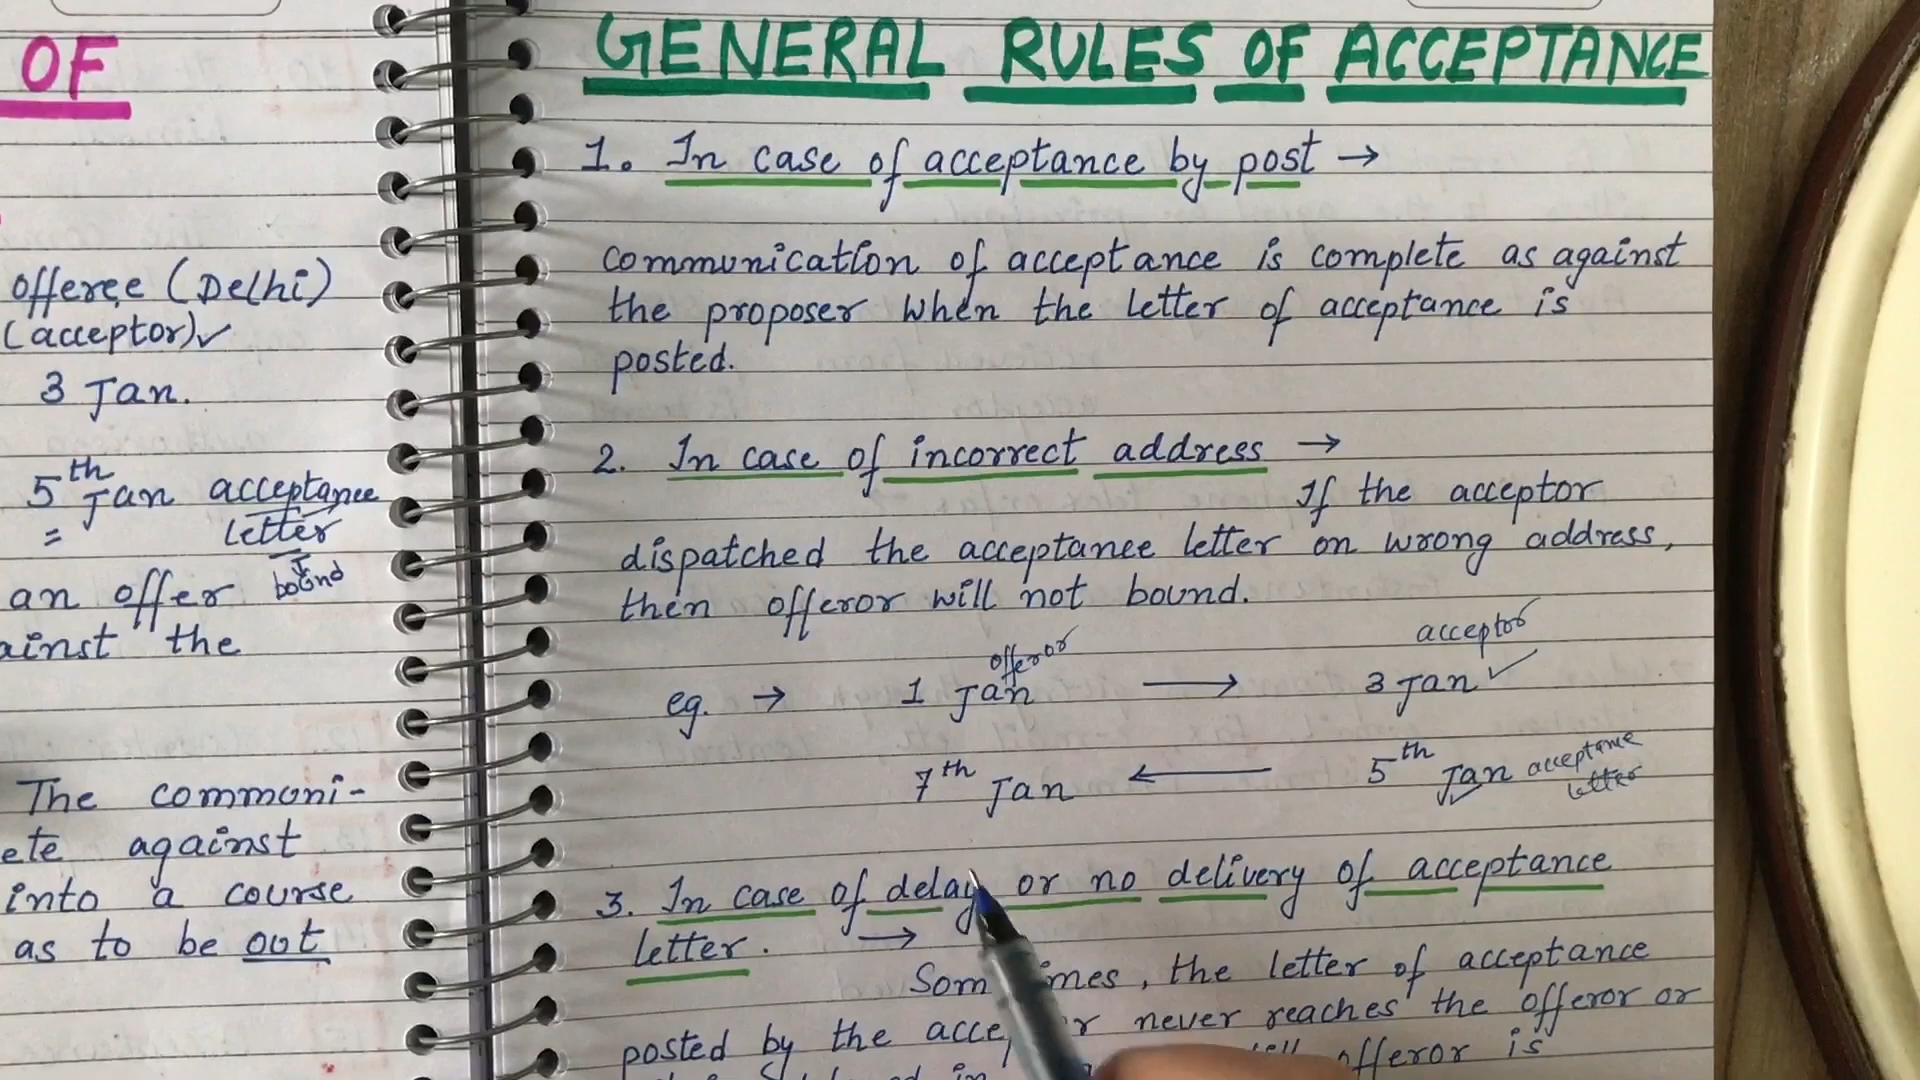 OF
offeree (Delhi)
(acceptor)✓
3 Jan.
5th Jan acceptance
= letter
bound
an offer
ainst the
The communi-
ete against
into a course
as to be out
GENERAL RULES OF ACCEPTANCE
1. In case of acceptance by post →
communication of acceptance is complete as against
the proposer when the letter of acceptance is
posted.
2. In case of incorrect address →
If the acceptor
dispatched the acceptance letter on wrong address,
then offeror will not bound.
offeror acceptor
eg. → 1 Jan → 3 Jan ✓
7th Jan ← 5th Jan acceptance
letter
3. In case of delay or no delivery of acceptance
letter. →
Som mes, the letter of acceptance
posted by the acce r never reaches the offeror or
offeror is